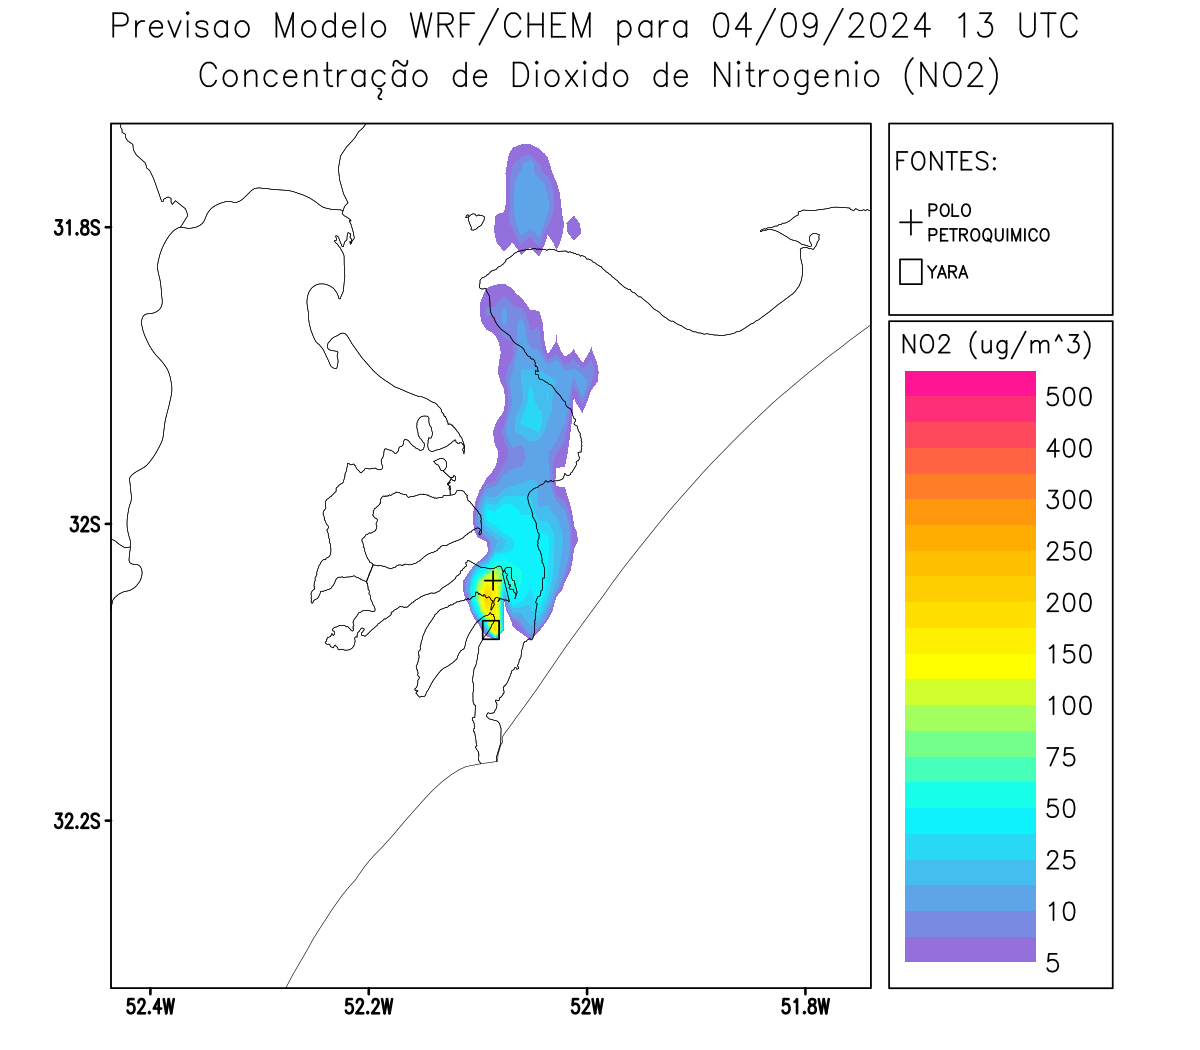 Previsao Modelo WRF/CHEM para 04/09/2024 13 UTC
Concentração de Dioxido de Nitrogenio (NO2)
FONTES:
POLO
PETROQUIMICO
YARA
NO2 (ug/m^3)
500
400
300
250
200
150
100
75
50
25
10
5
31.8S
32S
32.2S
52.4W
52.2W
52W
51.8W